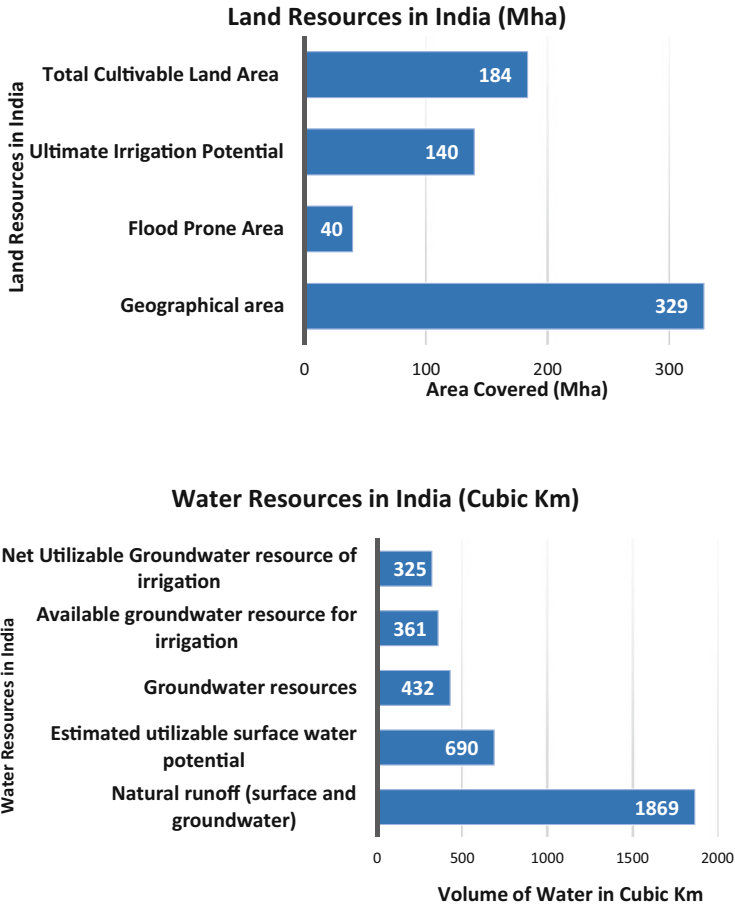 Land Resources in India (Mha)
Land Resources in India
Total Cultivable Land Area
184
Ultimate Irrigation Potential
140
Flood Prone Area
40
Geographical area
329
0 100 200 300
Area Covered (Mha)
Water Resources in India (Cubic Km)
Water Resources in India
Net Utilizable Groundwater resource of
irrigation
325
Available groundwater resource for
irrigation
361
Groundwater resources
432
Estimated utilizable surface water
potential
690
Natural runoff (surface and
groundwater)
1869
0 500 1000 1500 2000
Volume of Water in Cubic Km